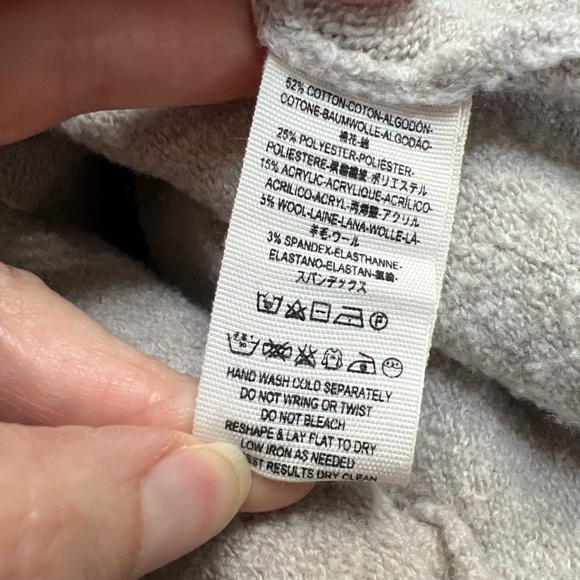 52% COTTON-COTON-ALGODÓN-
COTONE-BAUMWOLLE-ALGODÃO-
棉花-綿
25% POLYESTER-POLIESTER-
POLIESTERE-聚酯纖維-ポリエステル
15% ACRYLIC-ACRYLIQUE-ACRÍLICO-
ACRILICO-ACRYL-丙烯酸-アクリル
5% WOOL-LAINE-LANA-WOLLE-LA-
羊毛-ウール
3% SPANDEX-ELASTHANNE-
ELASTANO-ELASTAN-氨綸-
スパンデックス
HAND WASH COLD SEPARATELY
DO NOT WRING OR TWIST
DO NOT BLEACH
RESHAPE & LAY FLAT TO DRY
LOW IRON AS NEEDED
RESULTS DRY CLEAN